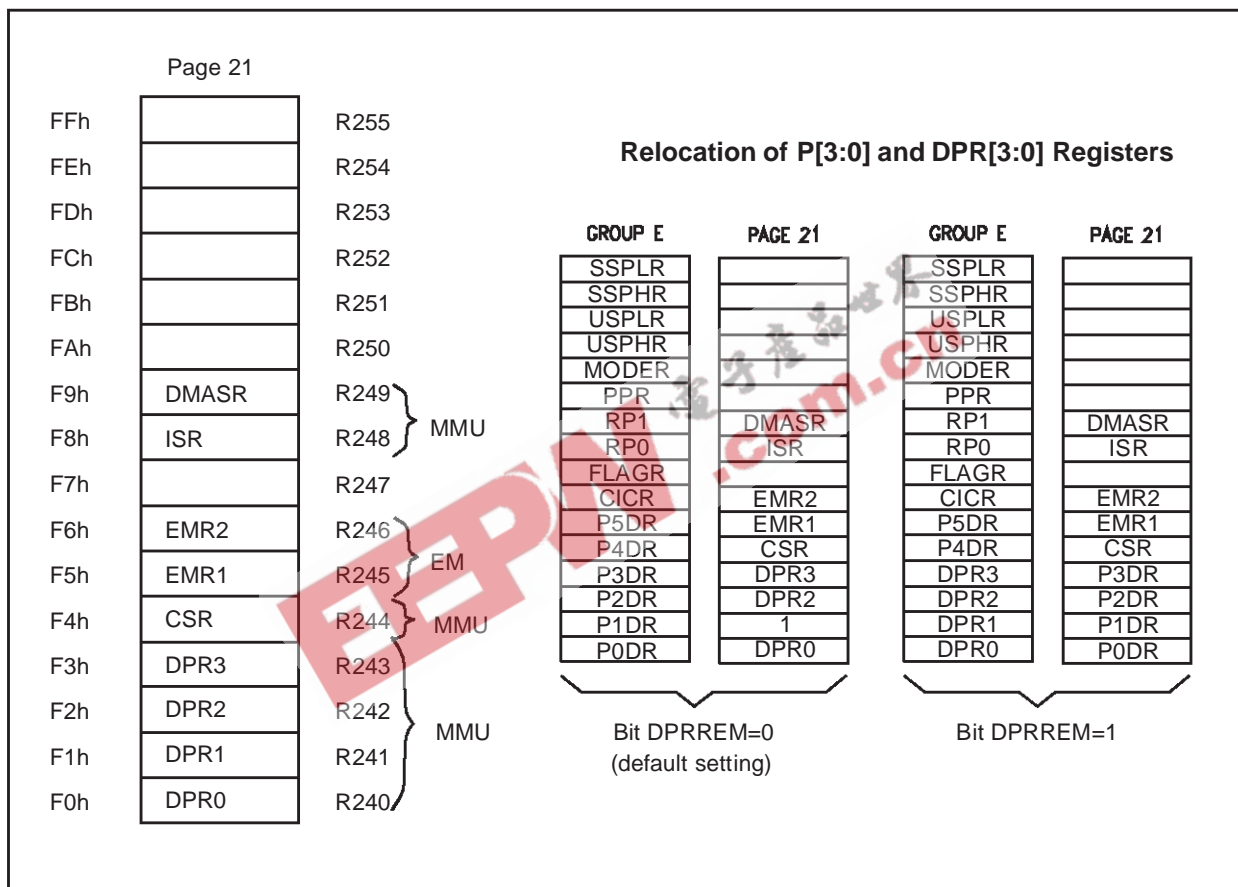 Page 21
FFh R255
FEh R254
FDh R253
FCh R252
FBh R251
FAh R250
F9h DMASR R249
F8h ISR R248
MMU
F7h R247
F6h EMR2 R246
F5h EMR1 R245
EM
F4h CSR R244
MMU
F3h DPR3 R243
F2h DPR2 R242
F1h DPR1 R241
F0h DPR0 R240
MMU
Relocation of P[3:0] and DPR[3:0] Registers
GROUP E PAGE 21 GROUP E PAGE 21
SSPLR SSPLR
SSPHR SSPHR
USPLR USPLR
USPHR USPHR
MODER MODER
PPR PPR
RP1 DMASR RP1 DMASR
RP0 ISR RP0 ISR
FLAGR FLAGR
CICR EMR2 CICR EMR2
P5DR EMR1 P5DR EMR1
P4DR CSR P4DR CSR
P3DR DPR3 DPR3 P3DR
P2DR DPR2 DPR2 P2DR
P1DR 1 DPR1 P1DR
P0DR DPR0 DPR0 P0DR
Bit DPRREM=0 Bit DPRREM=1
(default setting)
EEPW .com.cn
電子產品世界